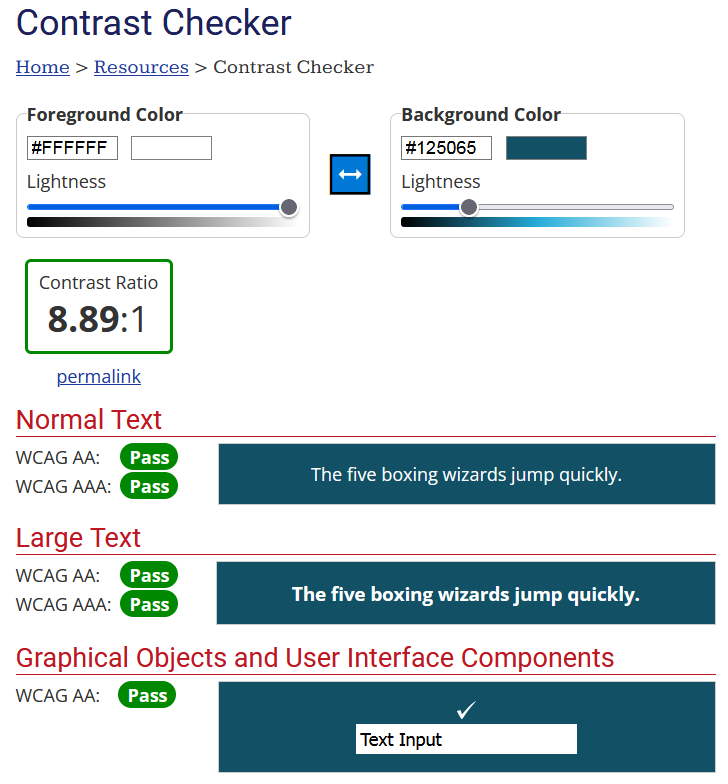 Contrast Checker
Home > Resources > Contrast Checker
Foreground Color
#FFFFFF
Lightness
Background Color
#125065
Lightness
Contrast Ratio
8.89:1
permalink
Normal Text
WCAG AA: Pass
WCAG AAA: Pass
The five boxing wizards jump quickly.
Large Text
WCAG AA: Pass
WCAG AAA: Pass
The five boxing wizards jump quickly.
Graphical Objects and User Interface Components
WCAG AA: Pass
Text Input